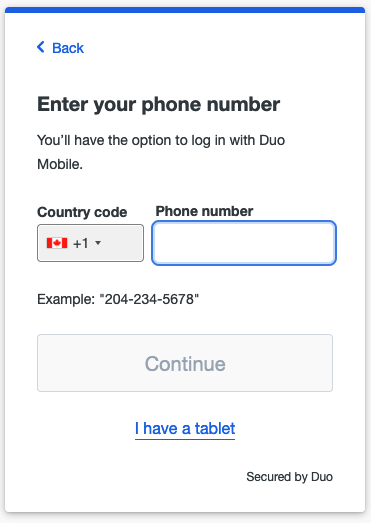 Back
Enter your phone number
You'll have the option to log in with Duo
Mobile.
Country code Phone number
+1
Example: "204-234-5678"
Continue
I have a tablet
Secured by Duo